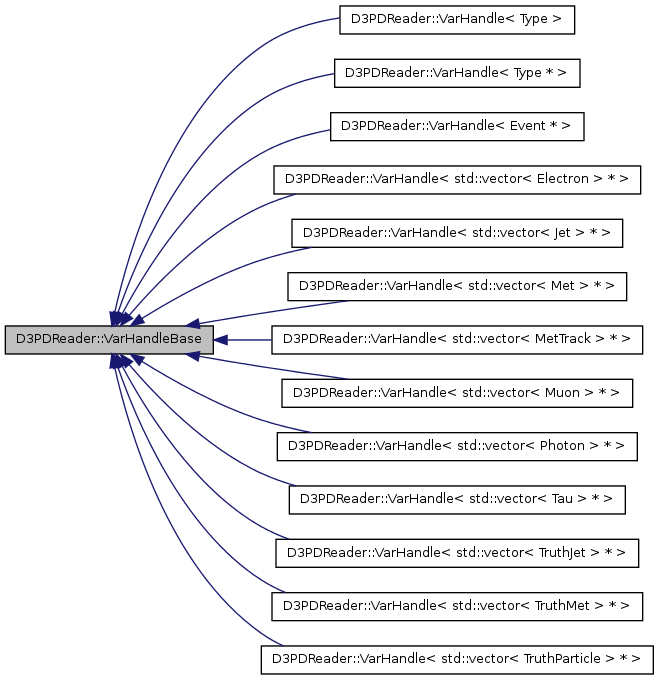 D3PDReader::VarHandle< Type >
D3PDReader::VarHandle< Type * >
D3PDReader::VarHandle< Event * >
D3PDReader::VarHandle< std::vector< Electron > * >
D3PDReader::VarHandle< std::vector< Jet > * >
D3PDReader::VarHandle< std::vector< Met > * >
D3PDReader::VarHandleBase
D3PDReader::VarHandle< std::vector< MetTrack > * >
D3PDReader::VarHandle< std::vector< Muon > * >
D3PDReader::VarHandle< std::vector< Photon > * >
D3PDReader::VarHandle< std::vector< Tau > * >
D3PDReader::VarHandle< std::vector< TruthJet > * >
D3PDReader::VarHandle< std::vector< TruthMet > * >
D3PDReader::VarHandle< std::vector< TruthParticle > * >